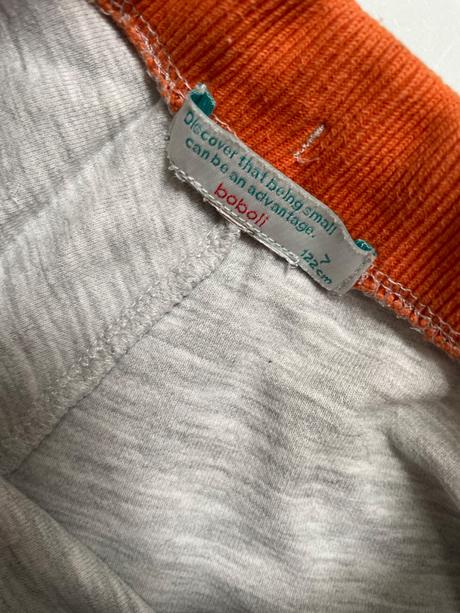 Discover that being small
can be an advantage.
boboli
7
122cm